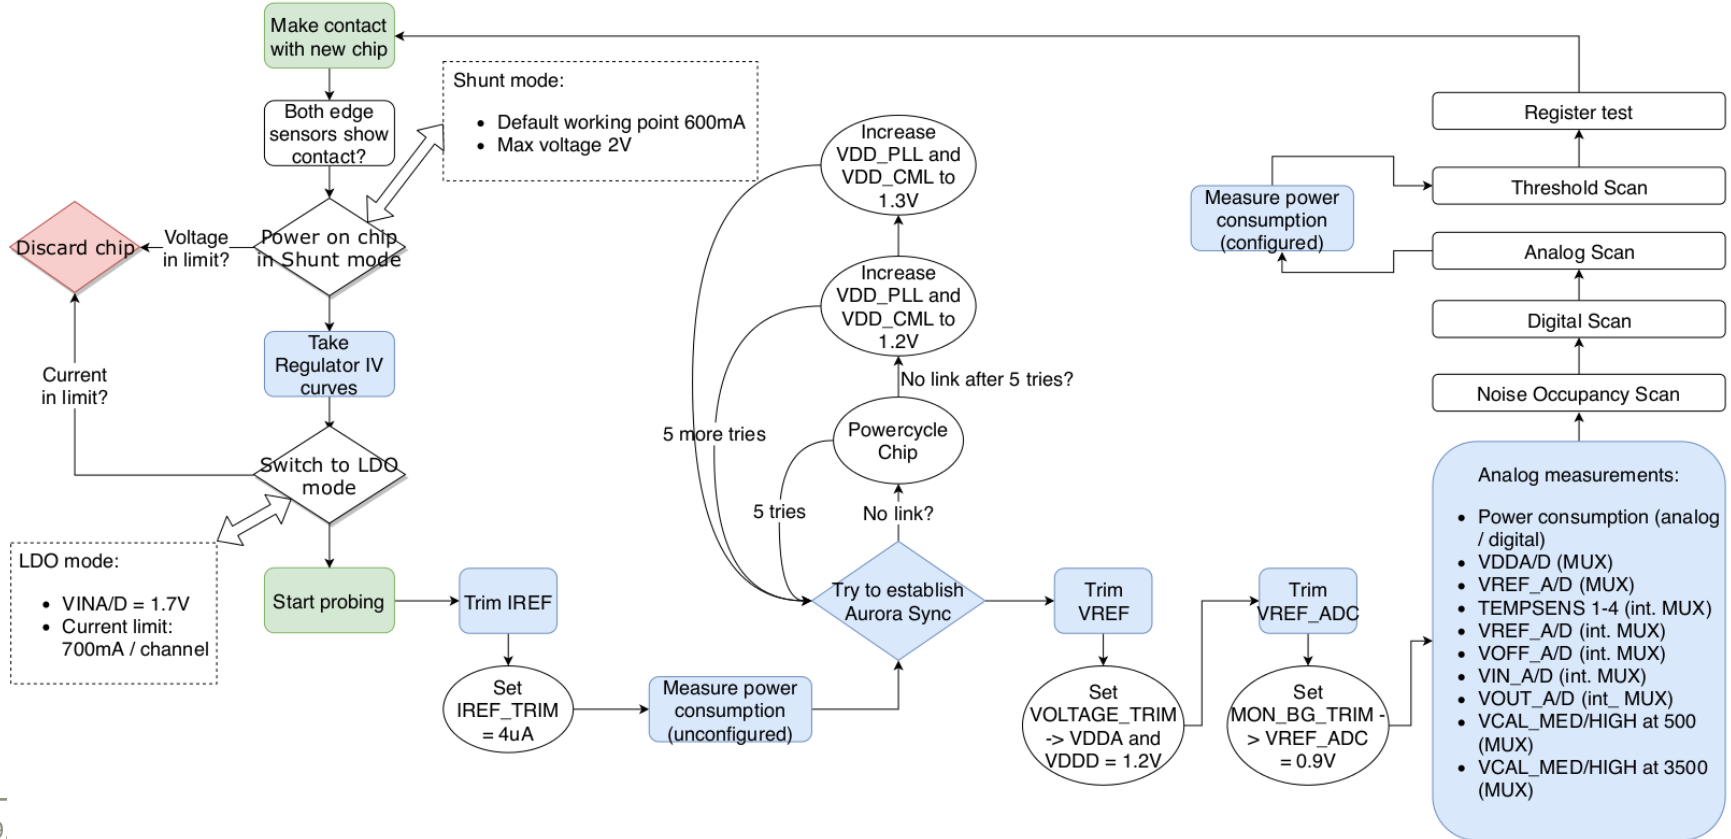 Make contact
with new chip
Both edge
sensors show
contact?
Shunt mode:
• Default working point 600mA
• Max voltage 2V
Power on chip
in Shunt mode
Voltage
in limit?
Discard chip
Take
Regulator IV
curves
Current
in limit?
Switch to LDO
mode
LDO mode:
• VINA/D = 1.7V
• Current limit:
700mA / channel
Start probing
Trim IREF
Set
IREF_TRIM
= 4uA
Measure power
consumption
(unconfigured)
Try to establish
Aurora Sync
No link?
5 tries
Powercycle
Chip
No link after 5 tries?
5 more tries
Increase
VDD_PLL and
VDD_CML to
1.2V
Increase
VDD_PLL and
VDD_CML to
1.3V
Trim
VREF
Set
VOLTAGE_TRIM
-> VDDA and
VDDD = 1.2V
Trim
VREF_ADC
Set
MON_BG_TRIM -
> VREF_ADC
= 0.9V
Analog measurements:
• Power consumption (analog
/ digital)
• VDDA/D (MUX)
• VREF_A/D (MUX)
• TEMPSENS 1-4 (int. MUX)
• VREF_A/D (int. MUX)
• VOFF_A/D (int. MUX)
• VIN_A/D (int. MUX)
• VOUT_A/D (int_ MUX)
• VCAL_MED/HIGH at 500
(MUX)
• VCAL_MED/HIGH at 3500
(MUX)
Noise Occupancy Scan
Digital Scan
Analog Scan
Measure power
consumption
(configured)
Threshold Scan
Register test